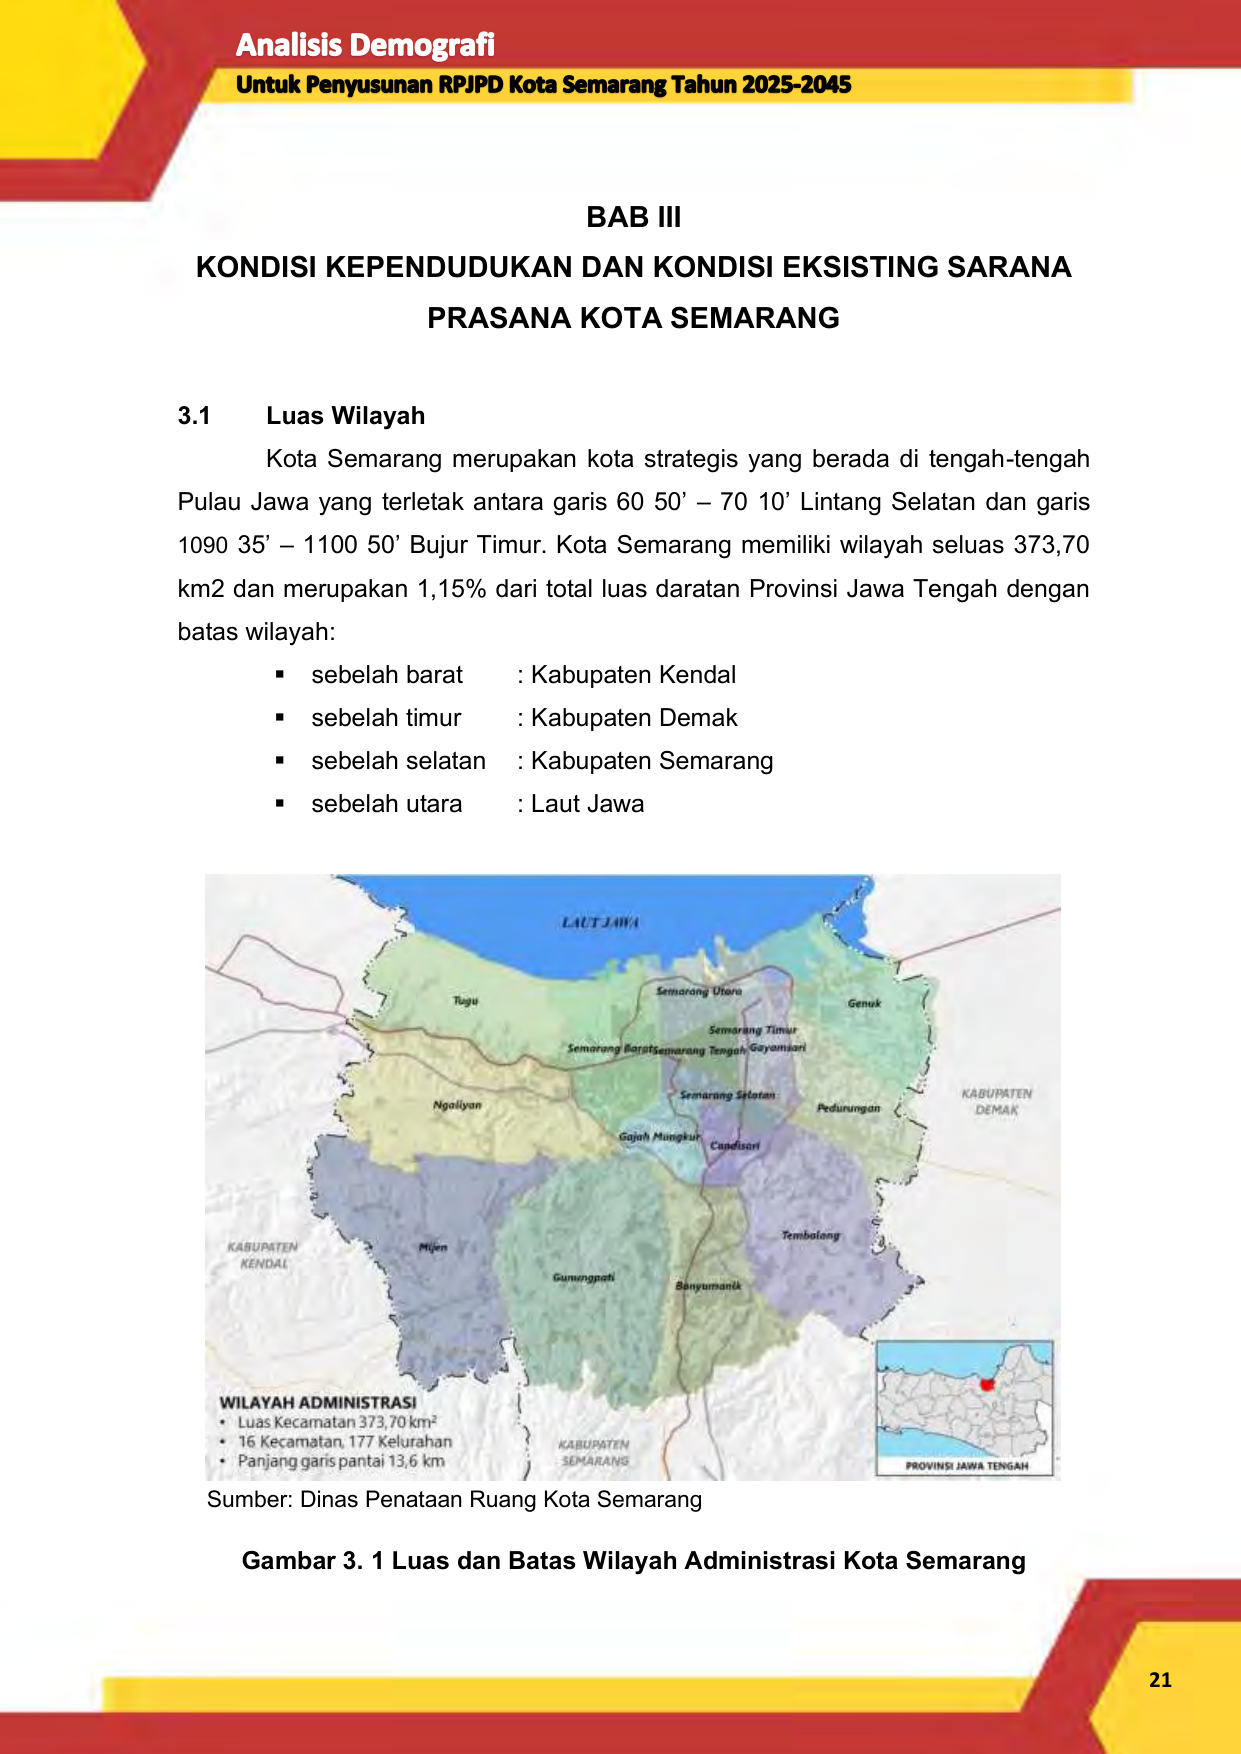 Analisis Demografi
Untuk Penyusunan RPJPD Kota Semarang Tahun 2025-2045
BAB III
KONDISI KEPENDUDUKAN DAN KONDISI EKSISTING SARANA
PRASANA KOTA SEMARANG
3.1 Luas Wilayah
Kota Semarang merupakan kota strategis yang berada di tengah-tengah
Pulau Jawa yang terletak antara garis 60 50’ – 70 10’ Lintang Selatan dan garis
1090 35’ – 1100 50’ Bujur Timur. Kota Semarang memiliki wilayah seluas 373,70
km2 dan merupakan 1,15% dari total luas daratan Provinsi Jawa Tengah dengan
batas wilayah:
▪ sebelah barat : Kabupaten Kendal
▪ sebelah timur : Kabupaten Demak
▪ sebelah selatan : Kabupaten Semarang
▪ sebelah utara : Laut Jawa
LAUT JAWA
Tugu
Semarang Utara
Genuk
Semarang Timur
Semarang Barat
Semarang Tengah
Gayamsari
Semarang Selatan
Ngaliyan
Pedurungan
KABUPATEN
DEMAK
Gajah Mungkur
Candisari
Tembalang
KABUPATEN
KENDAL
Mijen
Gunungpati
Banyumanik
WILAYAH ADMINISTRASI
• Luas Kecamatan 373,70 km²
• 16 Kecamatan, 177 Kelurahan
• Panjang garis pantai 13,6 km
KABUPATEN
SEMARANG
PROVINSI JAWA TENGAH
Sumber: Dinas Penataan Ruang Kota Semarang
Gambar 3. 1 Luas dan Batas Wilayah Administrasi Kota Semarang
21